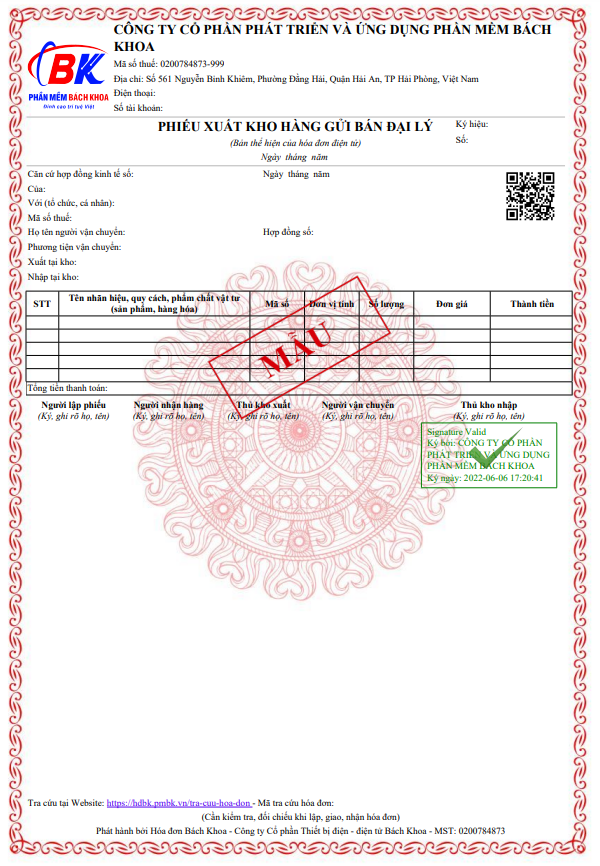 CÔNG TY CỔ PHẦN PHÁT TRIỂN VÀ ỨNG DỤNG PHẦN MỀM BÁCH
KHOA
BK
PHẦN MỀM BÁCH KHOA
Đỉnh cao trí tuệ Việt
Mã số thuế: 0200784873-999
Địa chỉ: Số 561 Nguyễn Bỉnh Khiêm, Phường Đằng Hải, Quận Hải An, TP Hải Phòng, Việt Nam
Điện thoại:
Số tài khoản:
PHIẾU XUẤT KHO HÀNG GỬI BÁN ĐẠI LÝ
Ký hiệu:
(Bản thể hiện của hóa đơn điện tử)
Số:
Ngày tháng năm
Căn cứ hợp đồng kinh tế số: Ngày tháng năm
Của:
Với (tổ chức, cá nhân):
Mã số thuế:
Họ tên người vận chuyển: Hợp đồng số:
Phương tiện vận chuyển:
Xuất tại kho:
Nhập tại kho:
STT Tên nhãn hiệu, quy cách, phẩm chất vật tư (sản phẩm, hàng hóa) Mã số Đơn vị tính Số lượng Đơn giá Thành tiền
MẪU
Tổng tiền thanh toán:
Người lập phiếu Người nhận hàng Thủ kho xuất Người vận chuyển Thủ kho nhập
(Ký, ghi rõ họ, tên) (Ký, ghi rõ họ, tên) (Ký, ghi rõ họ, tên) (Ký, ghi rõ họ, tên) (Ký, ghi rõ họ, tên)
Signature Valid
Ký bởi: CÔNG TY CỔ PHẦN
PHÁT TRIỂN VÀ ỨNG DỤNG
PHẦN MỀM BÁCH KHOA
Ký ngày: 2022-06-06 17:20:41
Tra cứu tại Website: https://hdbk.pmbk.vn/tra-cuu-hoa-don - Mã tra cứu hóa đơn:
(Cần kiểm tra, đối chiếu khi lập, giao, nhận hóa đơn)
Phát hành bởi Hóa đơn Bách Khoa - Công ty Cổ phần Thiết bị điện - điện tử Bách Khoa - MST: 0200784873